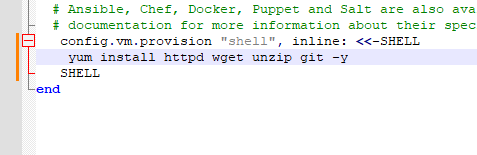 # Ansible, Chef, Docker, Puppet and Salt are also ava
# documentation for more information about their spec
config.vm.provision "shell", inline: <<-SHELL
yum install httpd wget unzip git -y
SHELL
end